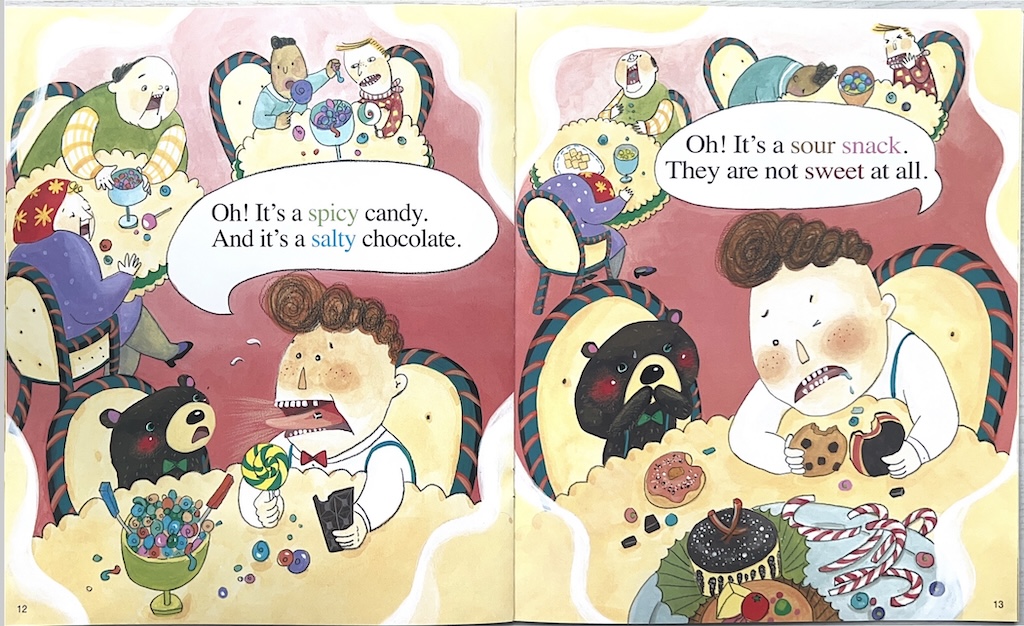 Oh! It's a spicy candy.
And it's a salty chocolate.
12
Oh! It's a sour snack.
They are not sweet at all.
13